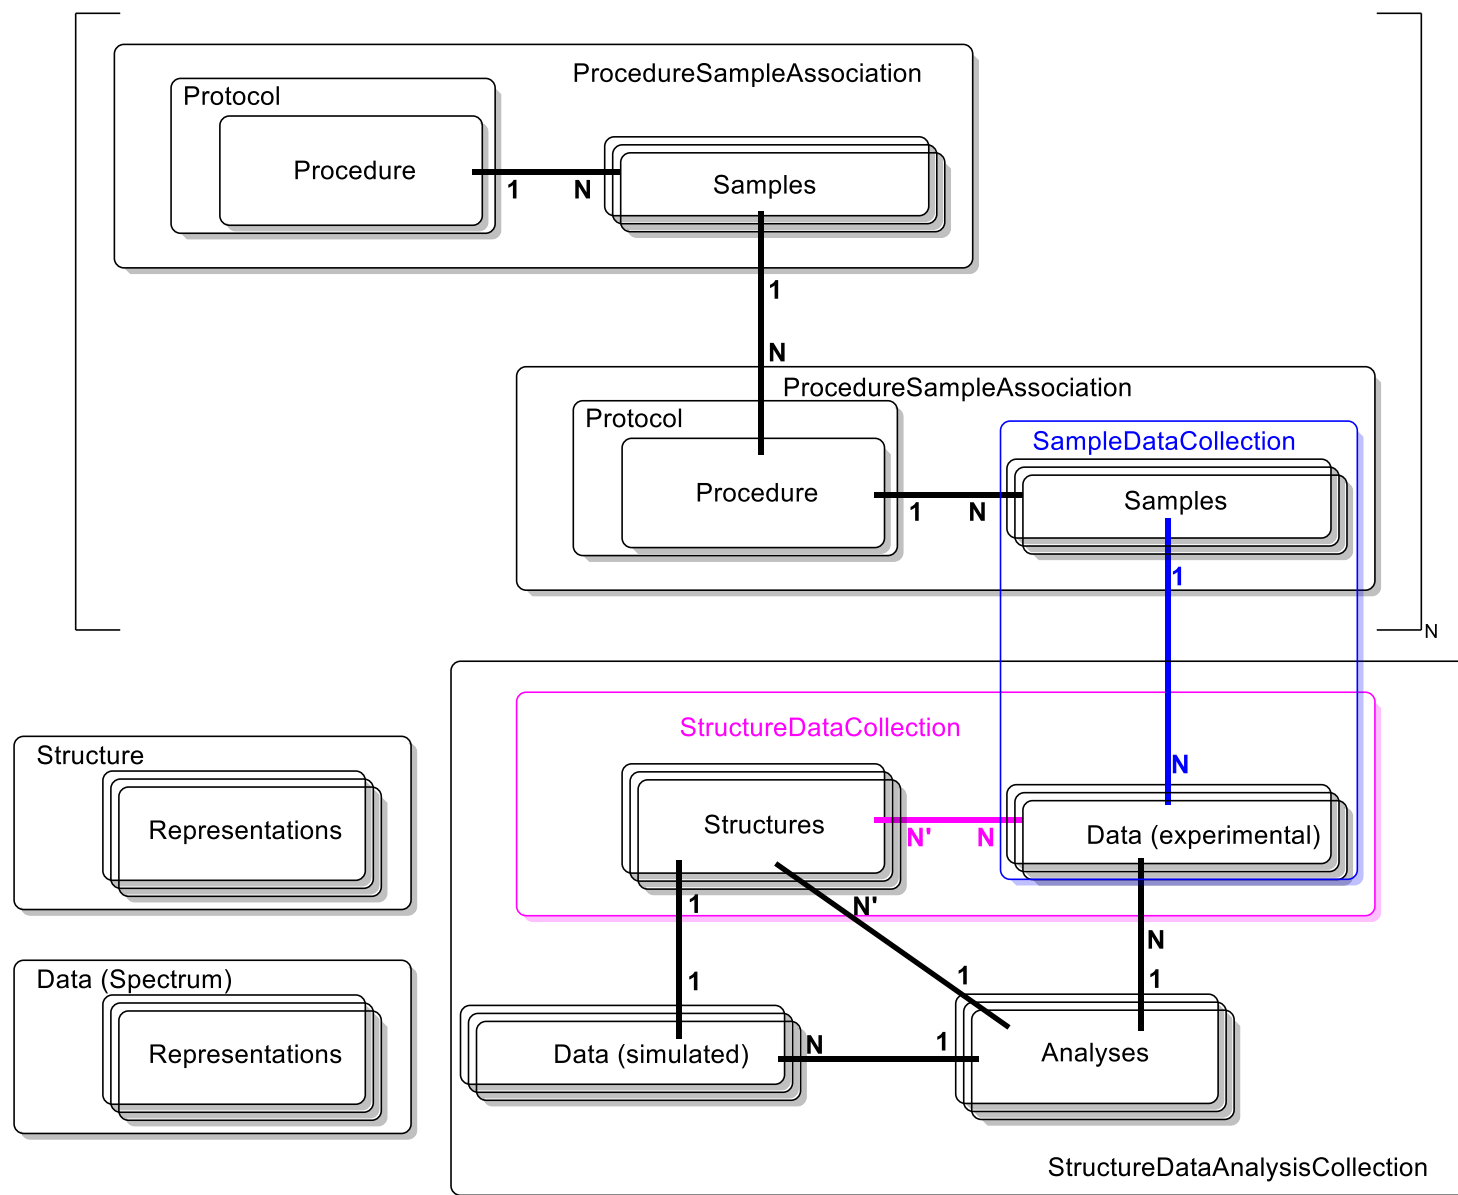 ProcedureSampleAssociation
Protocol
Procedure
1
N
Samples
1
N
ProcedureSampleAssociation
Protocol
SampleDataCollection
Procedure
1
N
Samples
1
N
StructureDataCollection
Structure
Representations
Structures
N'
N
N
Data (experimental)
1
N'
N
1
1
1
Data (Spectrum)
Representations
Data (simulated)
N
1
Analyses
StructureDataAnalysisCollection